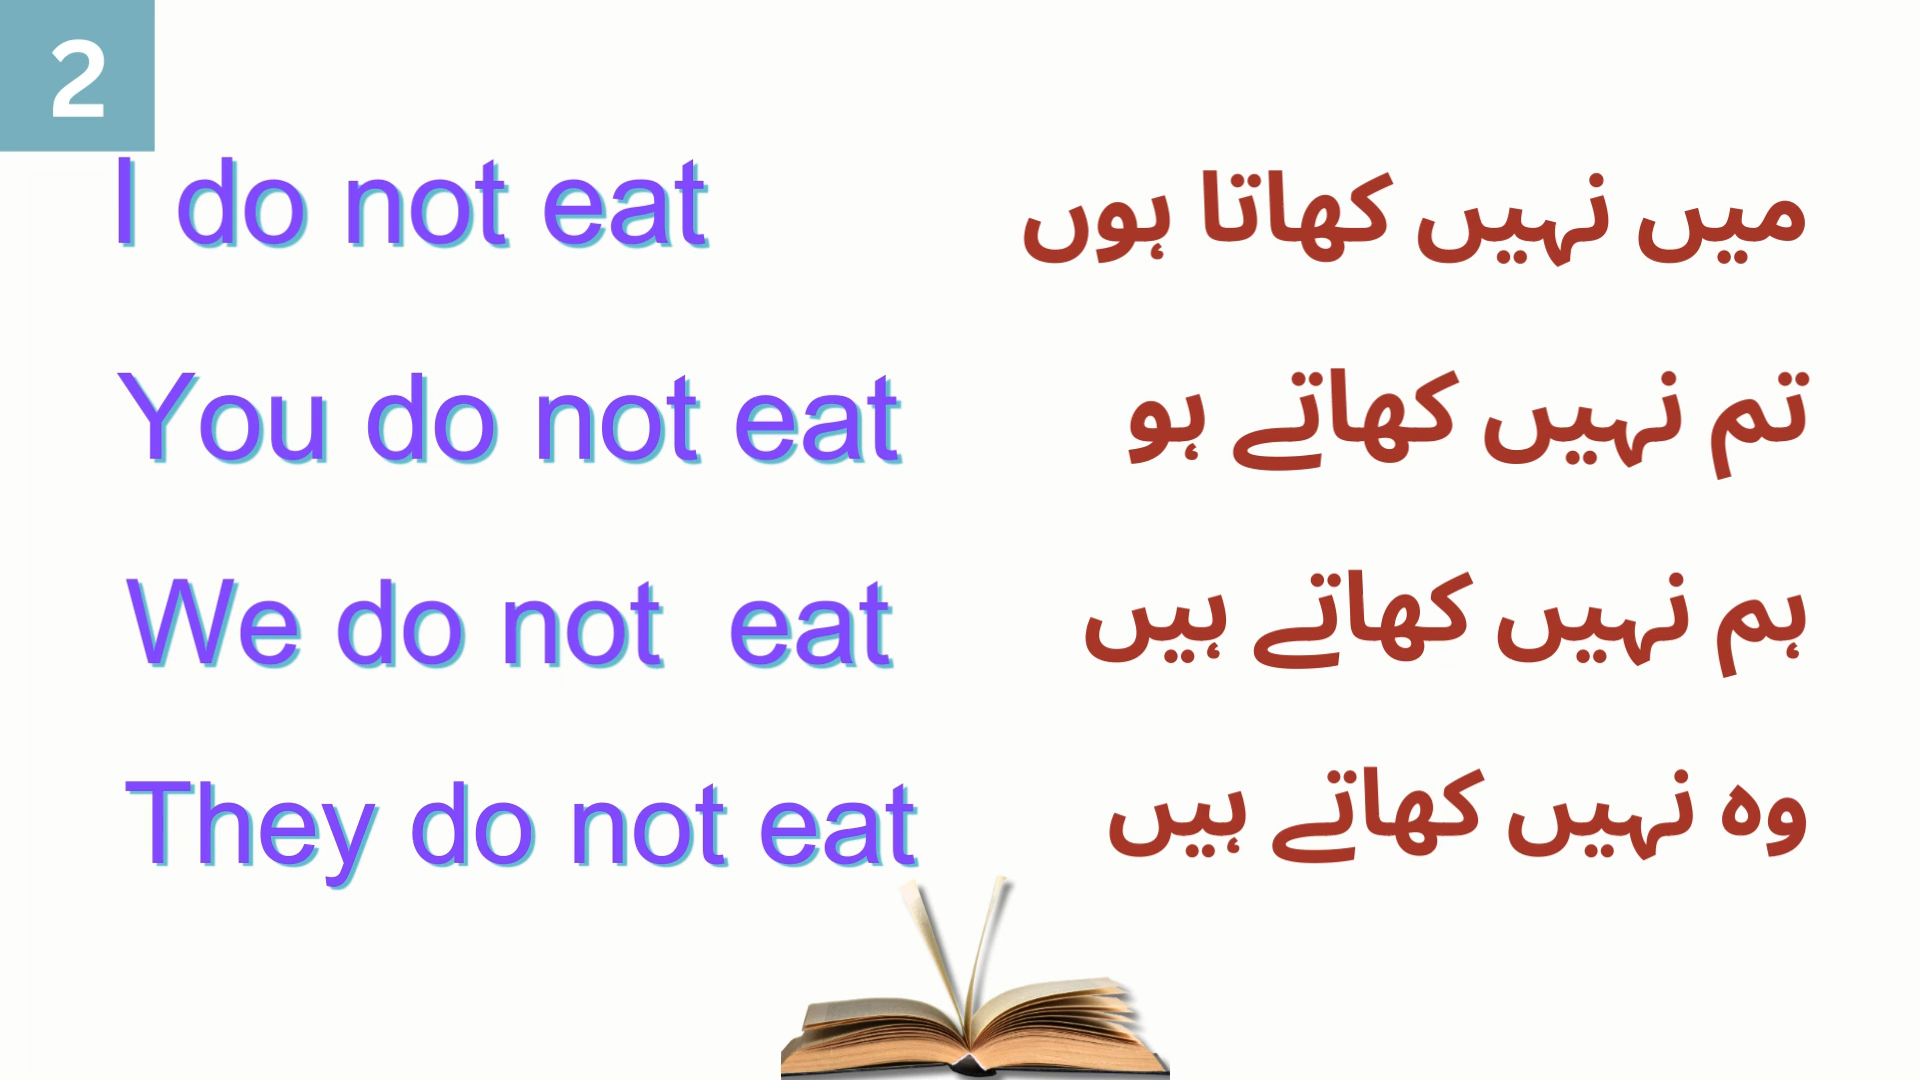 2
I do not eat میں نہیں کھاتا ہوں
You do not eat تم نہیں کھاتے ہو
We do not eat ہم نہیں کھاتے ہیں
They do not eat وہ نہیں کھاتے ہیں